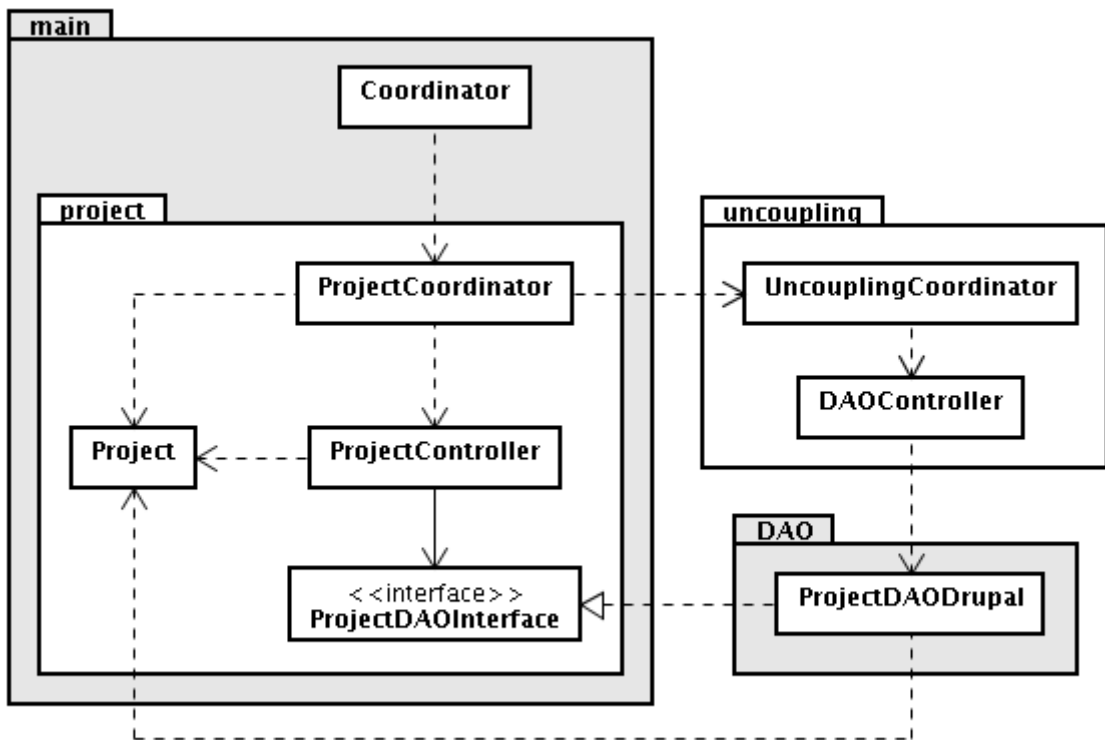 main
Coordinator
project
uncoupling
ProjectCoordinator
UncouplingCoordinator
DAOController
Project
ProjectController
DAO
< <interface> >
ProjectDAOInterface
ProjectDAODrupal